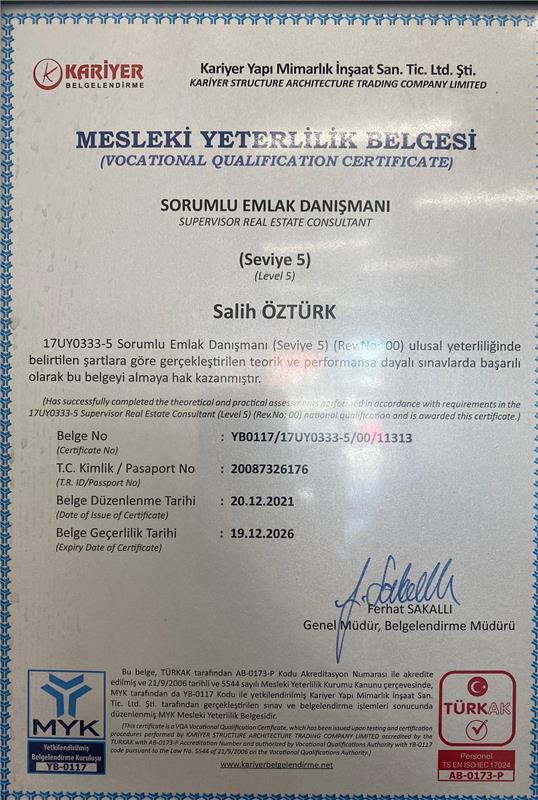 KARİYER
BELGELENDİRME
Kariyer Yapı Mimarlık İnşaat San. Tic. Ltd. Şti.
KARİYER STRUCTURE ARCHITECTURE TRADING COMPANY LIMITED
MESLEKİ YETERLİLİK BELGESİ
(VOCATIONAL QUALIFICATION CERTIFICATE)
SORUMLU EMLAK DANIŞMANI
SUPERVISOR REAL ESTATE CONSULTANT
(Seviye 5)
(Level 5)
Salih ÖZTÜRK
17UY0333-5 Sorumlu Emlak Danışmanı (Seviye 5) (Rev.No: 00) ulusal yeterliliğinde
belirtilen şartlara göre gerçekleştirilen teorik ve performansa dayalı sınavlarda başarılı
olarak bu belgeyi almaya hak kazanmıştır.
(Has successfully completed the theoretical and practical assessments performed in accordance with requirements in the
17UY0333-5 Supervisor Real Estate Consultant (Level 5) (Rev.No: 00) national qualification and is awarded this certificate.)
Belge No : YB0117/17UY0333-5/00/11313
(Certificate No)
T.C. Kimlik / Pasaport No : 20087326176
(T.R. ID/Passport No)
Belge Düzenlenme Tarihi : 20.12.2021
(Date of Issue of Certificate)
Belge Geçerlilik Tarihi : 19.12.2026
(Expiry Date of Certificate)
Ferhat SAKALLI
Genel Müdür, Belgelendirme Müdürü
Bu belge, TÜRKAK tarafından AB-0173-P Kodu Akreditasyon Numarası ile akredite
edilmiş ve 21/9/2006 tarihli ve 5544 sayılı Mesleki Yeterlilik Kurumu Kanunu çerçevesinde,
MYK tarafından da YB-0117 Kodu ile yetkilendirilmiş Kariyer Yapı Mimarlık İnşaat San.
Tic. Ltd. Şti. tarafından gerçekleştirilen sınav ve belgelendirme işlemleri sonucunda
düzenlenmiş MYK Mesleki Yeterlilik Belgesidir.
(This certificate is a VQA Vocational Qualification Certificate, which has been issued upon testing and certification
procedures performed by KARİYER STRUCTURE ARCHITECTURE TRADING COMPANY LIMITED accredited by the
TURKAK with AB-0173-P Accreditation Number and authorized by Vocational Qualifications Authority with YB-0117
code pursuant to the Law No. 5544 of 21/9/2006 on the Vocational Qualifications Authority.)
www.kariyerbelgelendirme.net
MYK
Yetkilendirilmiş
Belgelendirme Kuruluşu
YB-0117
TÜRKAK
Personel
TS EN ISO/IEC 17024
AB-0173-P